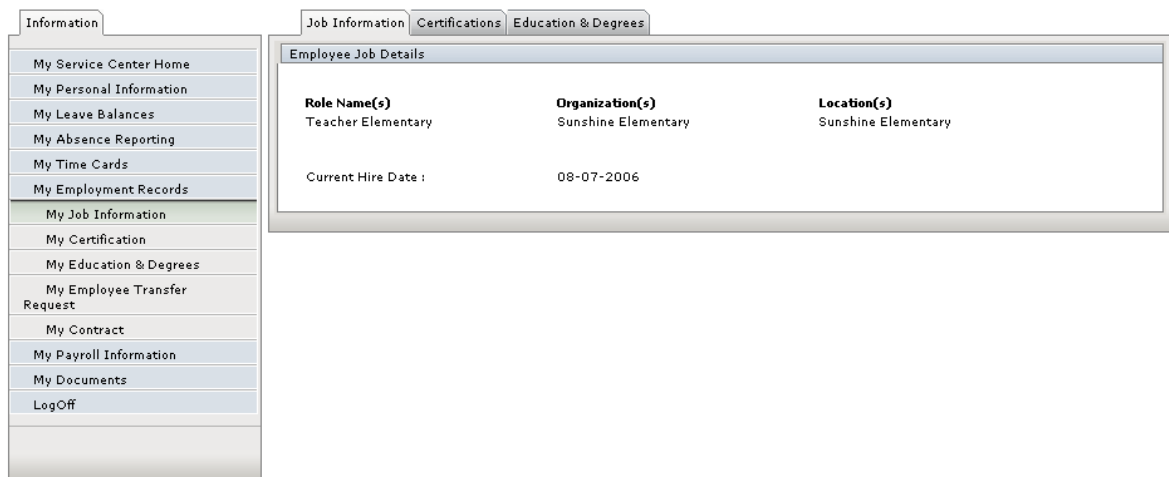 Information
My Service Center Home
My Personal Information
My Leave Balances
My Absence Reporting
My Time Cards
My Employment Records
My Job Information
My Certification
My Education & Degrees
My Employee Transfer
Request
My Contract
My Payroll Information
My Documents
LogOff
Job Information Certifications Education & Degrees
Employee Job Details
Role Name(s) Organization(s) Location(s)
Teacher Elementary Sunshine Elementary Sunshine Elementary
Current Hire Date : 08-07-2006